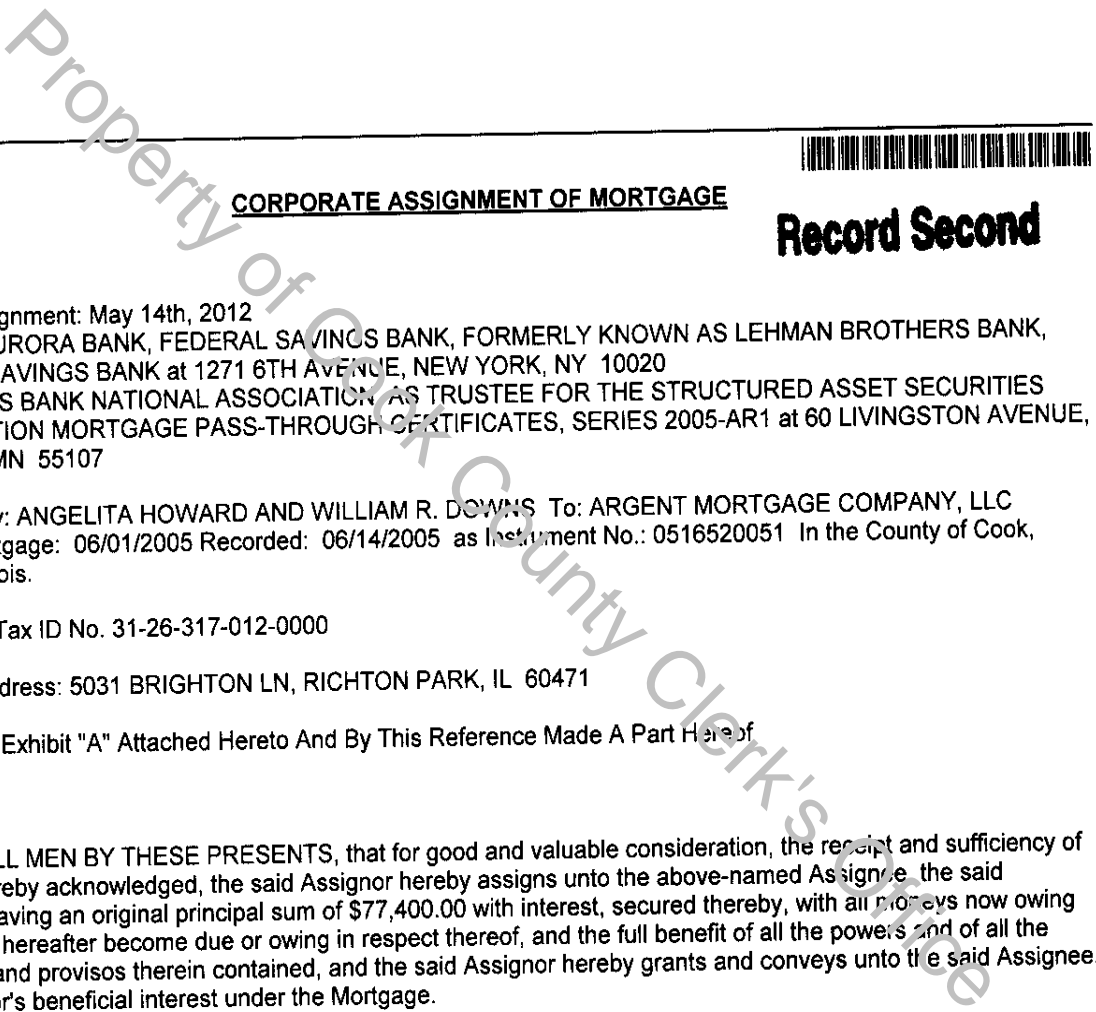 Property of Cook County Clerk's Office
CORPORATE ASSIGNMENT OF MORTGAGE
Record Second
gnment: May 14th, 2012
URORA BANK, FEDERAL SAVINGS BANK, FORMERLY KNOWN AS LEHMAN BROTHERS BANK,
AVINGS BANK at 1271 6TH AVENUE, NEW YORK, NY 10020
S BANK NATIONAL ASSOCIATION AS TRUSTEE FOR THE STRUCTURED ASSET SECURITIES
TION MORTGAGE PASS-THROUGH CERTIFICATES, SERIES 2005-AR1 at 60 LIVINGSTON AVENUE,
MN 55107
y: ANGELITA HOWARD AND WILLIAM R. DOWNS To: ARGENT MORTGAGE COMPANY, LLC
gage: 06/01/2005 Recorded: 06/14/2005 as Instrument No.: 0516520051 In the County of Cook,
ois.
Tax ID No. 31-26-317-012-0000
dress: 5031 BRIGHTON LN, RICHTON PARK, IL 60471
Exhibit "A" Attached Hereto And By This Reference Made A Part Hereof
LL MEN BY THESE PRESENTS, that for good and valuable consideration, the receipt and sufficiency of
reby acknowledged, the said Assignor hereby assigns unto the above-named Assignee, the said
aving an original principal sum of $77,400.00 with interest, secured thereby, with all moneys now owing
hereafter become due or owing in respect thereof, and the full benefit of all the powers and of all the
and provisos therein contained, and the said Assignor hereby grants and conveys unto the said Assignee,
r's beneficial interest under the Mortgage.